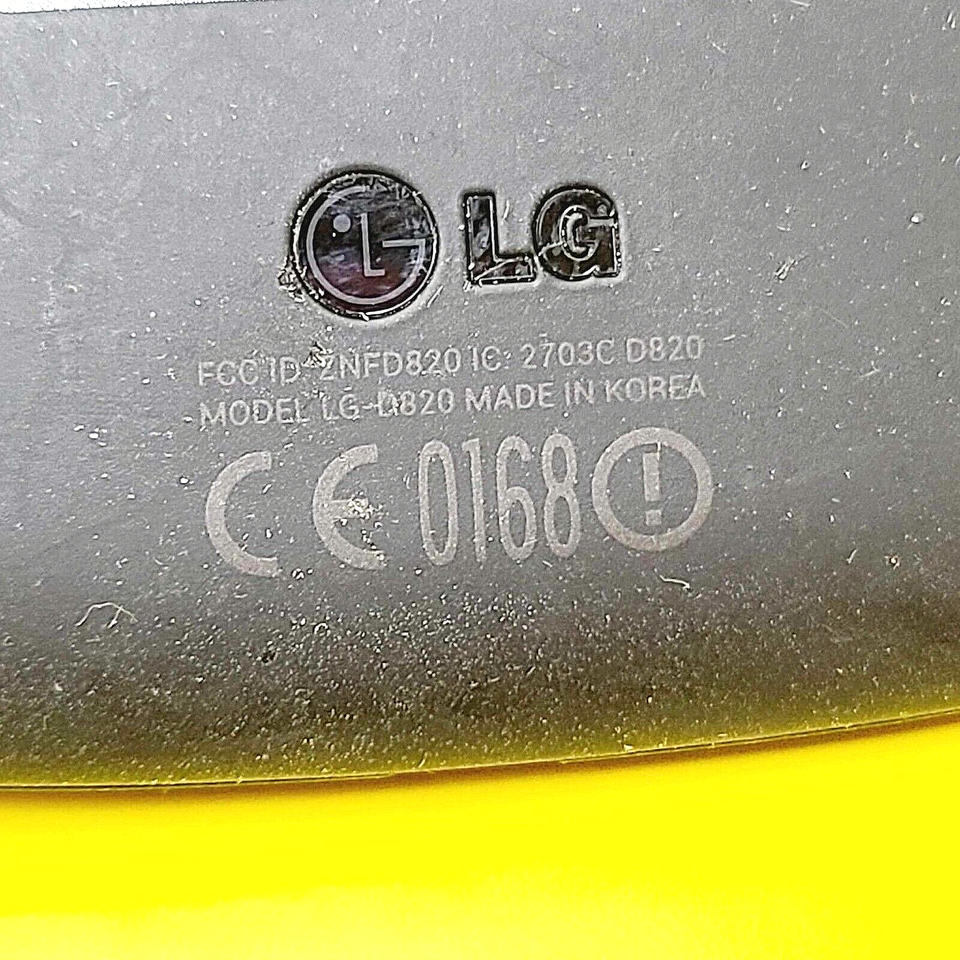 LG
FCC ID: ZNFD820 IC: 2703C D820
MODEL LG-D820 MADE IN KOREA
CE 0168 !